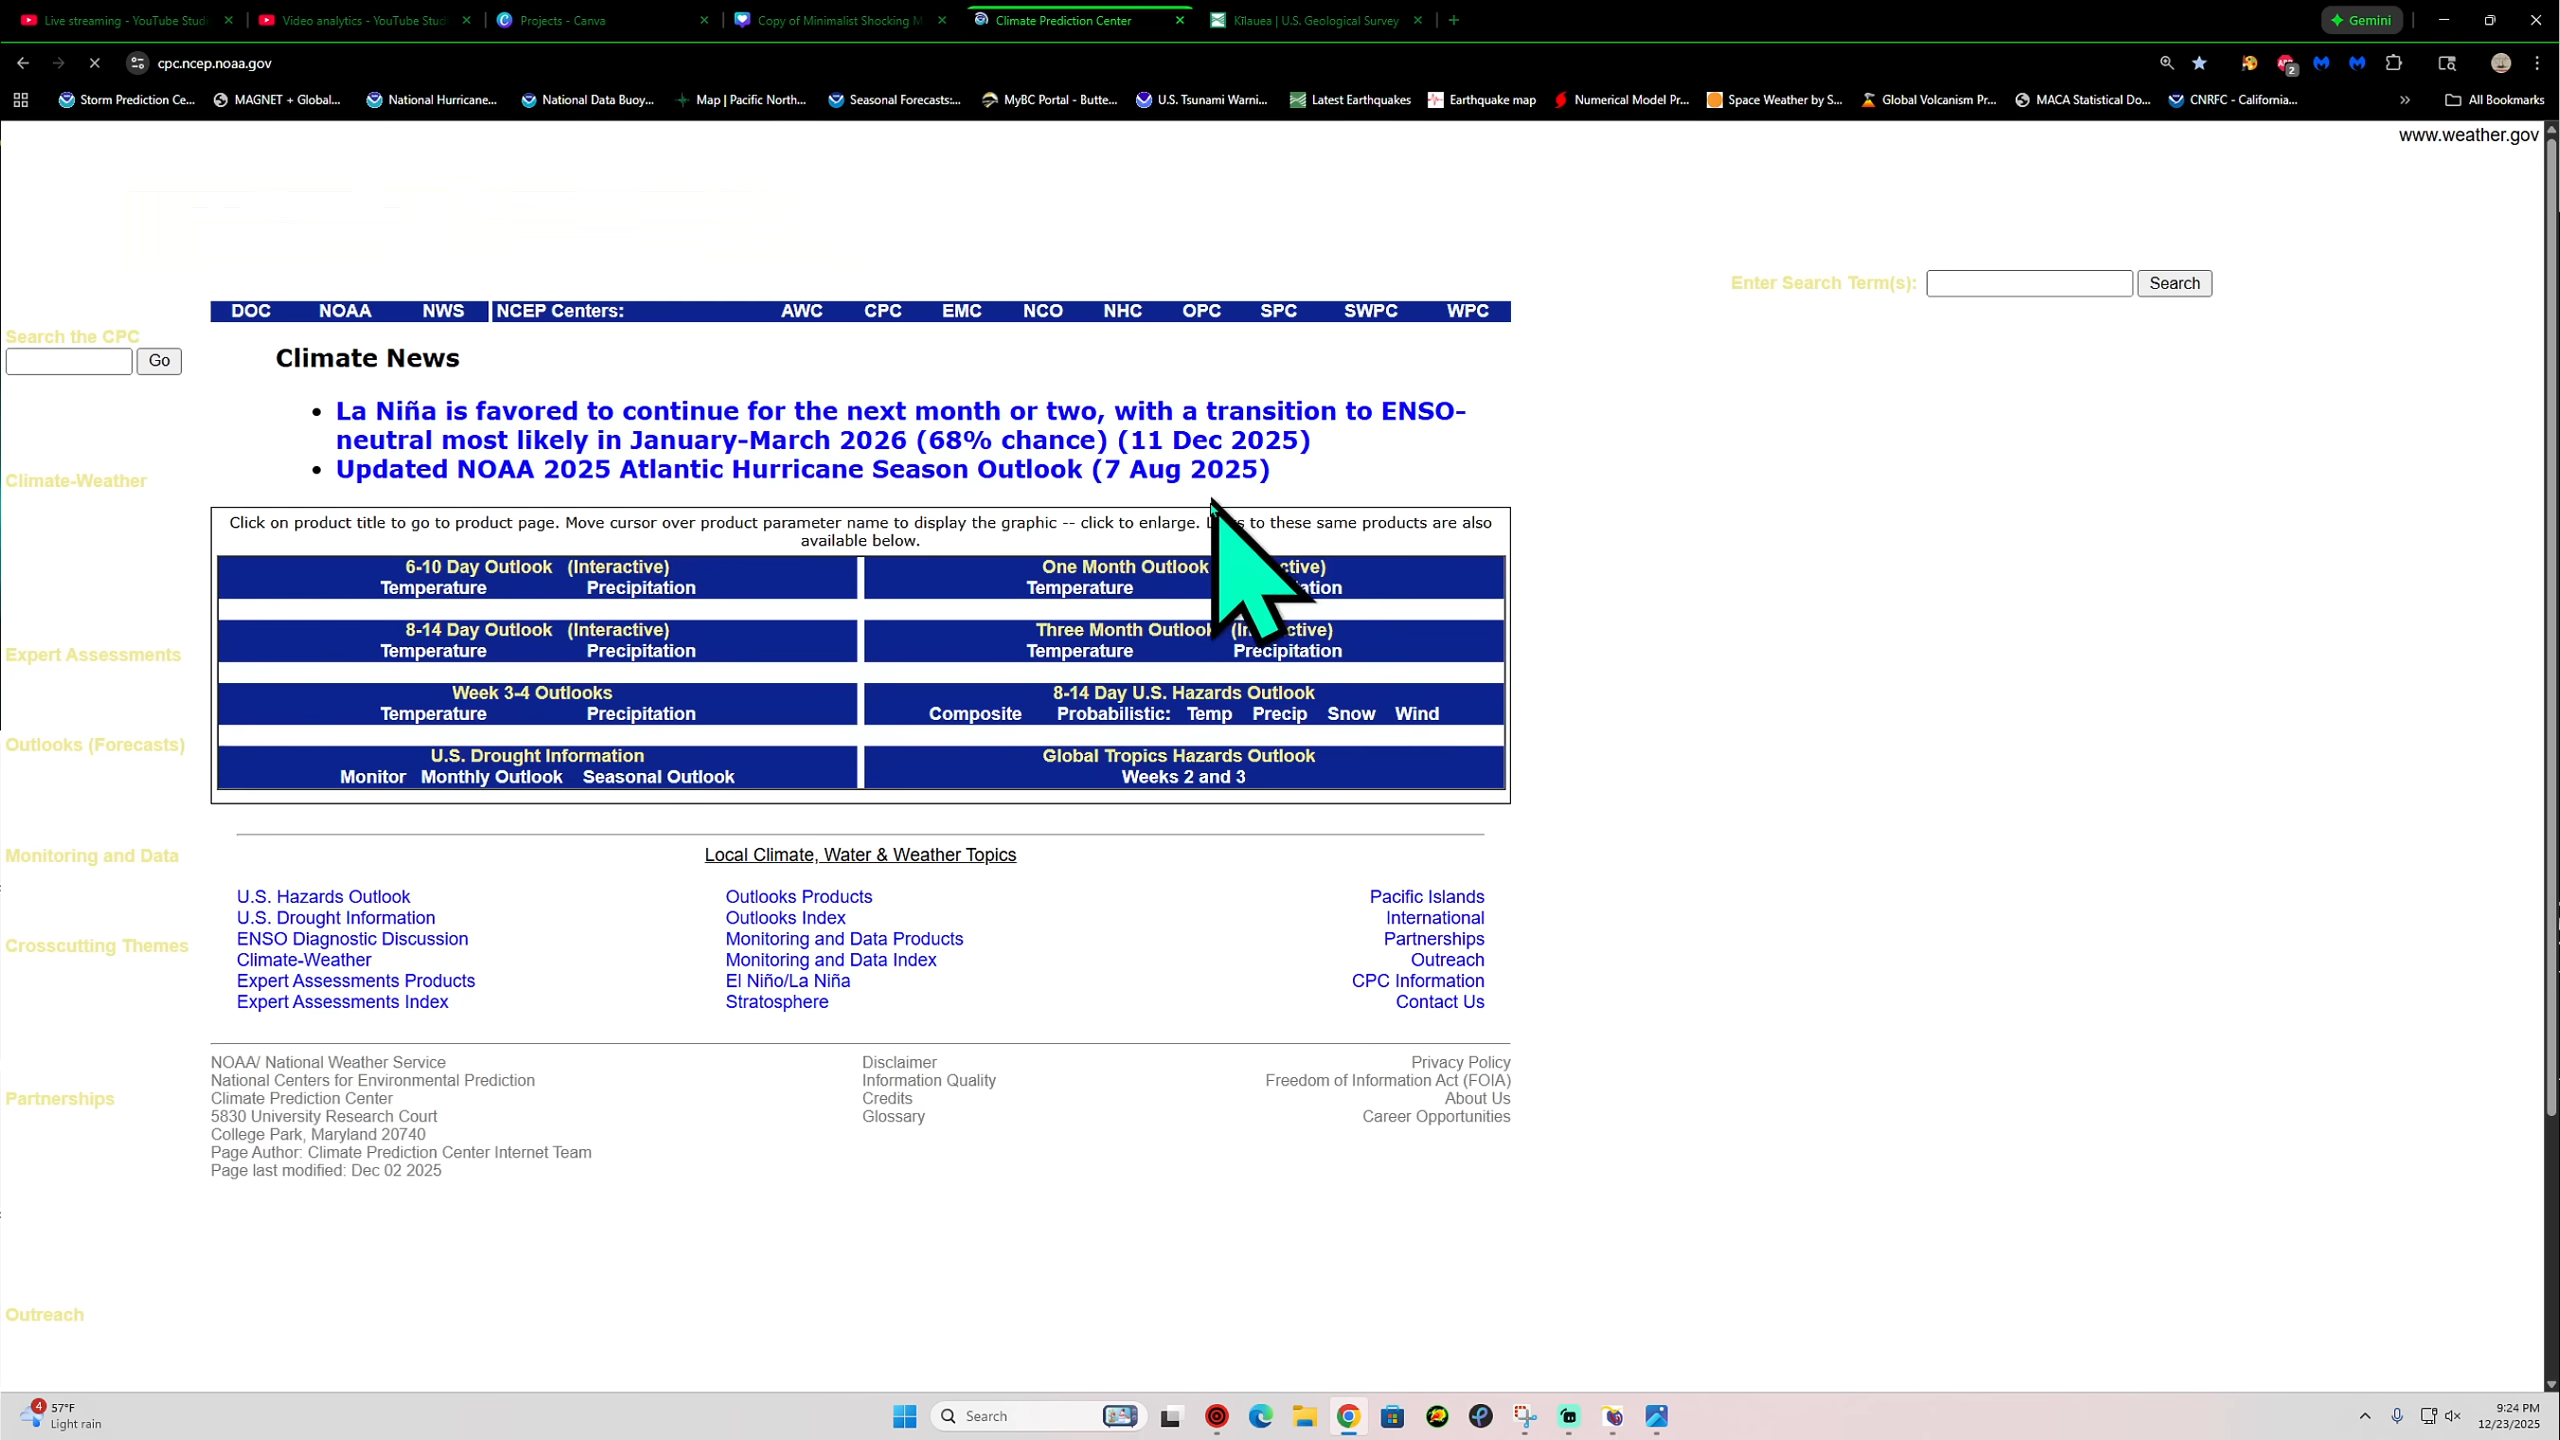 Live streaming - YouTube Stud
Video analytics - YouTube Stud
Projects - Canva
Copy of Minimalist Shocking M
Climate Prediction Center
Kīlauea | U.S. Geological Survey
Gemini
cpc.ncep.noaa.gov
2
Storm Prediction Ce...
MAGNET + Global...
National Hurricane...
National Data Buoy...
Map | Pacific North...
Seasonal Forecasts:...
MyBC Portal - Butte...
U.S. Tsunami Warni...
Latest Earthquakes
Earthquake map
Numerical Model Pr...
Space Weather by S...
Global Volcanism Pr...
MACA Statistical Do...
CNRFC - California...
All Bookmarks
www.weather.gov
Enter Search Term(s):
Search
DOC NOAA NWS NCEP Centers: AWC CPC EMC NCO NHC OPC SPC SWPC WPC
Search the CPC
Go
Climate-Weather
Expert Assessments
Outlooks (Forecasts)
Monitoring and Data
Crosscutting Themes
Partnerships
Outreach
Climate News
• La Niña is favored to continue for the next month or two, with a transition to ENSO-
neutral most likely in January-March 2026 (68% chance) (11 Dec 2025)
• Updated NOAA 2025 Atlantic Hurricane Season Outlook (7 Aug 2025)
Click on product title to go to product page. Move cursor over product parameter name to display the graphic -- click to enlarge. to these same products are also
available below.
6-10 Day Outlook (Interactive)
Temperature Precipitation
One Month Outlook
Temperature
8-14 Day Outlook (Interactive)
Temperature Precipitation
Three Month Outlook
Temperature Precipitation
Week 3-4 Outlooks
Temperature Precipitation
8-14 Day U.S. Hazards Outlook
Composite Probabilistic: Temp Precip Snow Wind
U.S. Drought Information
Monitor Monthly Outlook Seasonal Outlook
Global Tropics Hazards Outlook
Weeks 2 and 3
Local Climate, Water & Weather Topics
U.S. Hazards Outlook
U.S. Drought Information
ENSO Diagnostic Discussion
Climate-Weather
Expert Assessments Products
Expert Assessments Index
Outlooks Products
Outlooks Index
Monitoring and Data Products
Monitoring and Data Index
El Niño/La Niña
Stratosphere
Pacific Islands
International
Partnerships
Outreach
CPC Information
Contact Us
NOAA/ National Weather Service
National Centers for Environmental Prediction
Climate Prediction Center
5830 University Research Court
College Park, Maryland 20740
Page Author: Climate Prediction Center Internet Team
Page last modified: Dec 02 2025
Disclaimer
Information Quality
Credits
Glossary
Privacy Policy
Freedom of Information Act (FOIA)
About Us
Career Opportunities
4
57°F
Light rain
Search
9:24 PM
12/23/2025